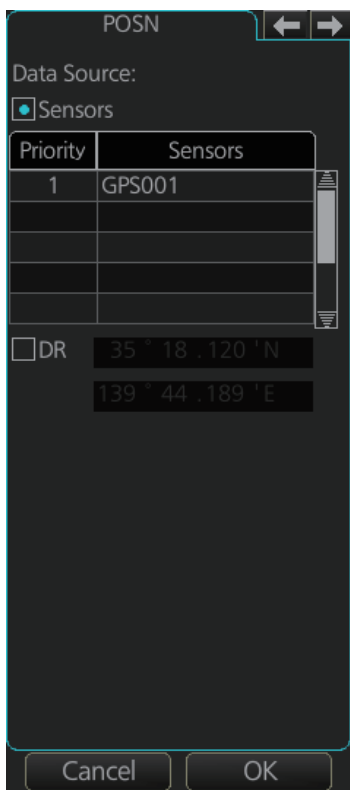 POSN
Data Source:
Sensors
Priority Sensors
1 GPS001
DR 35 ° 18 .120 'N
139 ° 44 .189 'E
Cancel OK